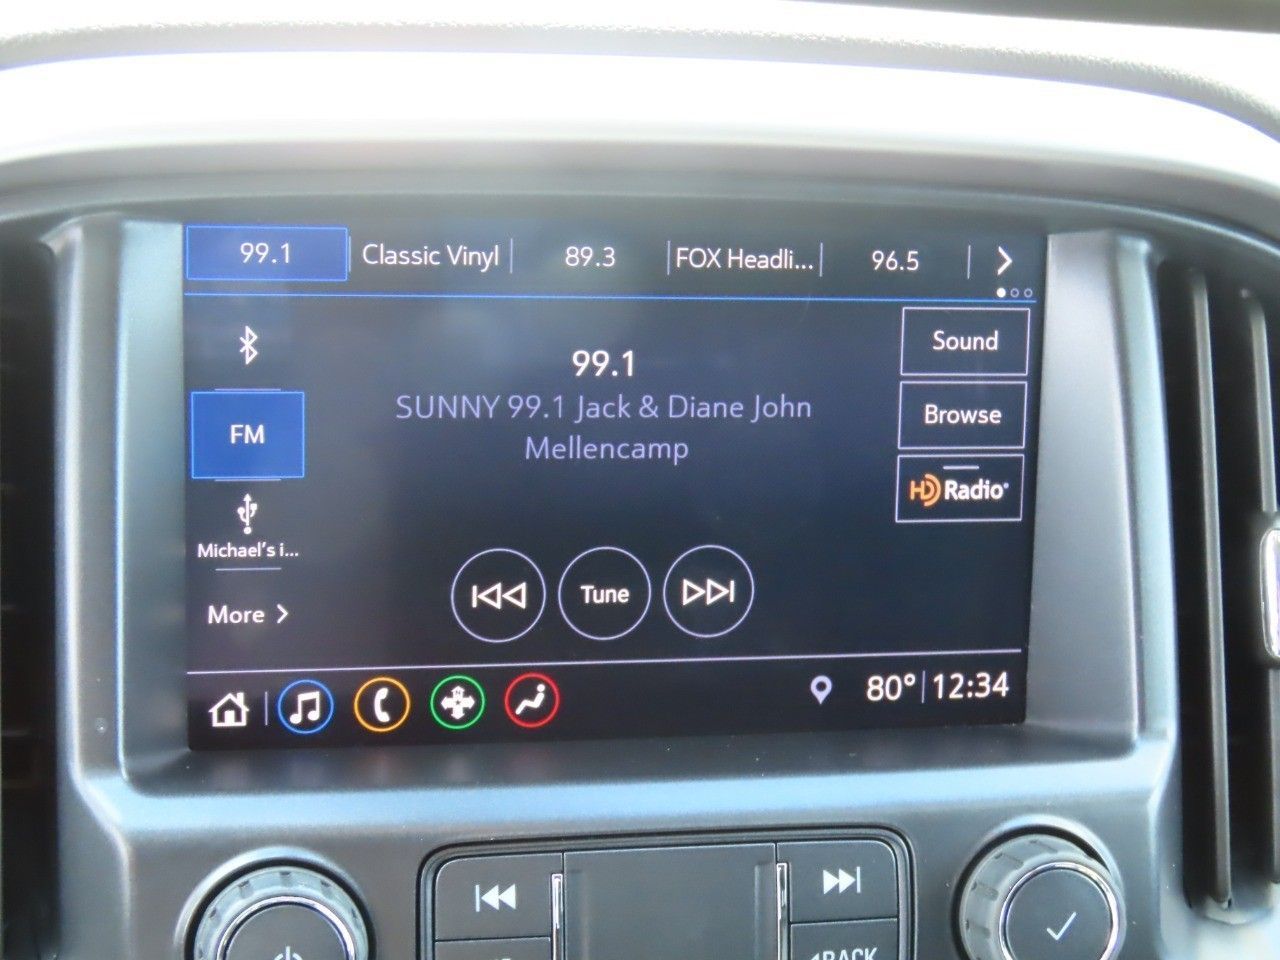 99.1 Classic Vinyl 89.3 FOX Headli... 96.5
99.1
SUNNY 99.1 Jack & Diane John
Mellencamp
FM
Michael's i...
More
Sound
Browse
HD Radio
Tune
80° 12:34
BACK